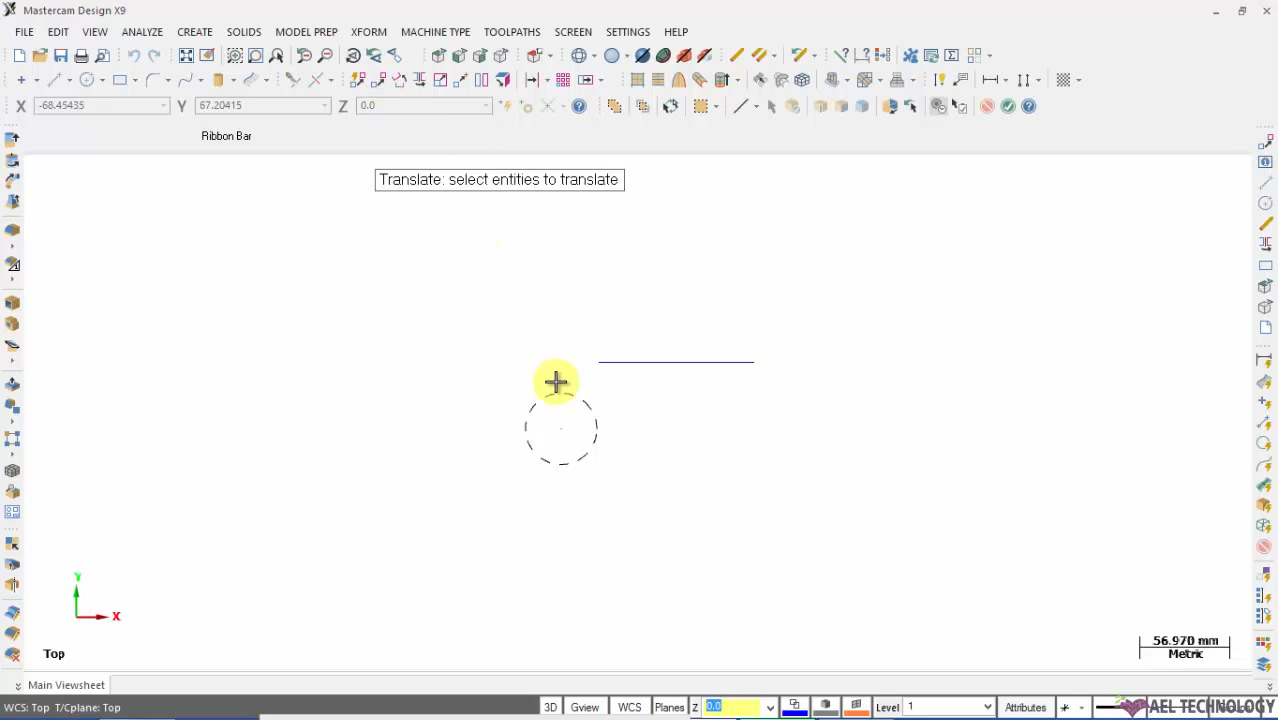 Mastercam Design X9
FILE EDIT VIEW ANALYZE CREATE SOLIDS MODEL PREP XFORM MACHINE TYPE TOOLPATHS SCREEN SETTINGS HELP
X -68.45435 Y 67.20415 Z 0.0
Ribbon Bar
Translate: select entities to translate
Y
X
Top
56.970 mm
Metric
Main Viewsheet
WCS: Top T/Cplane: Top 3D Gview WCS Planes Z 0.0 Level 1 Attributes
AEL TECHNOLOGY